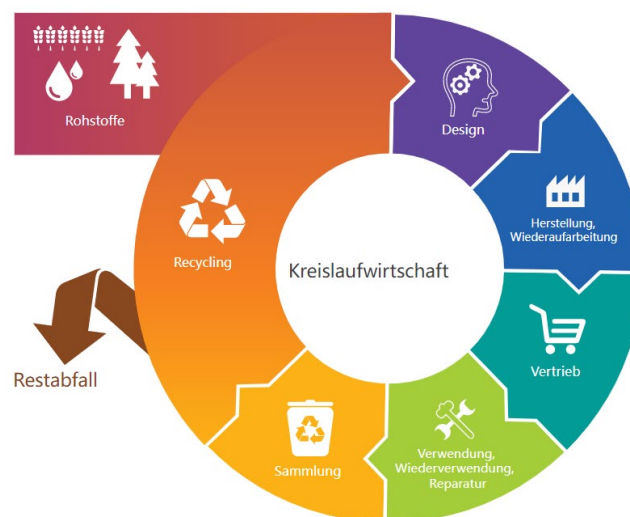 Rohstoffe
Design
Herstellung,
Wiederaufarbeitung
Recycling
Kreislaufwirtschaft
Vertrieb
Restabfall
Verwendung,
Wiederverwendung,
Reparatur
Sammlung